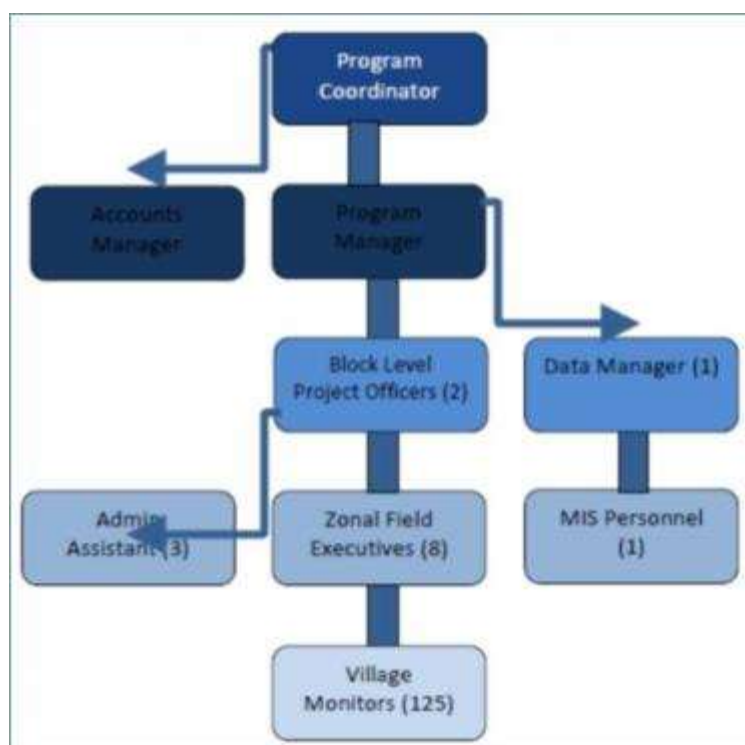 Program
Coordinator
Accounts
Manager
Program
Manager
Block Level
Project Officers (2)
Data Manager (1)
Admin
Assistant (3)
Zonal Field
Executives (8)
MIS Personnel
(1)
Village
Monitors (125)